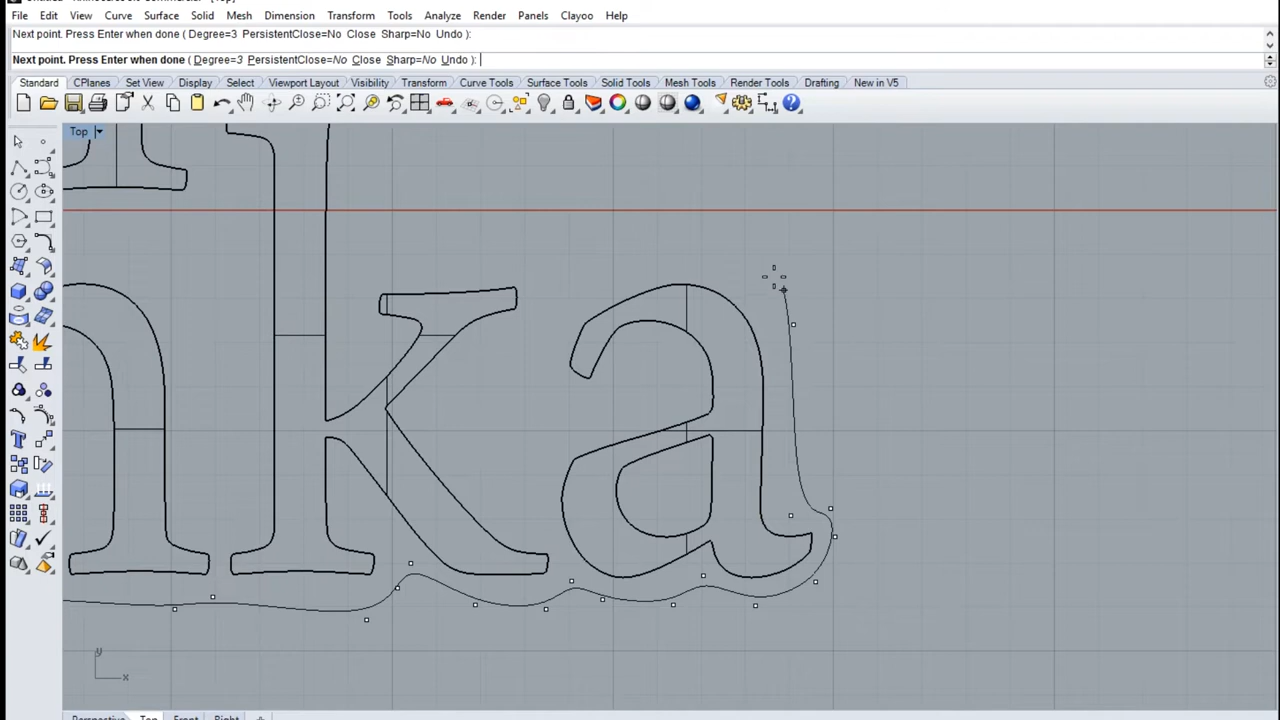 File Edit View Curve Surface Solid Mesh Dimension Transform Tools Analyze Render Panels Clayoo Help
Next point. Press Enter when done ( Degree=3 PersistentClose=No Close Sharp=No Undo ):
Next point. Press Enter when done ( Degree=3 PersistentClose=No Close Sharp=No Undo ):
Standard CPlanes Set View Display Select Viewport Layout Visibility Transform Curve Tools Surface Tools Solid Tools Mesh Tools Render Tools Drafting New in V5
Top
ka
y
x
Perspective Top Front Right